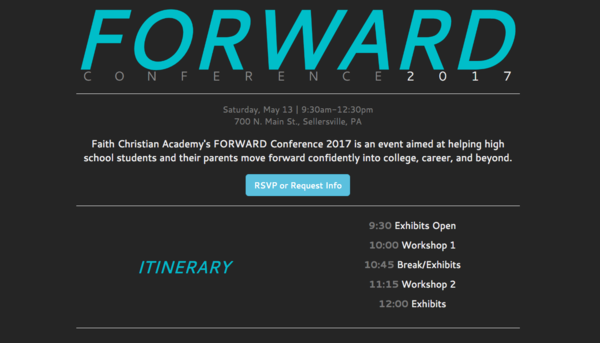 FORWARD
CONFERENCE2017
Saturday, May 13 | 9:30am-12:30pm
700 N. Main St., Sellersville, PA
Faith Christian Academy's FORWARD Conference 2017 is an event aimed at helping high
school students and their parents move forward confidently into college, career, and beyond.
RSVP or Request Info
ITINERARY
9:30 Exhibits Open
10:00 Workshop 1
10:45 Break/Exhibits
11:15 Workshop 2
12:00 Exhibits